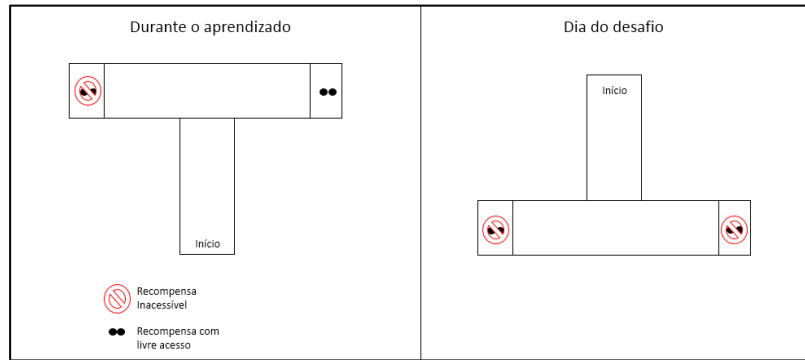 Durante o aprendizado
Dia do desafio
Início
Início
Recompensa
Inacessível
Recompensa com
livre acesso